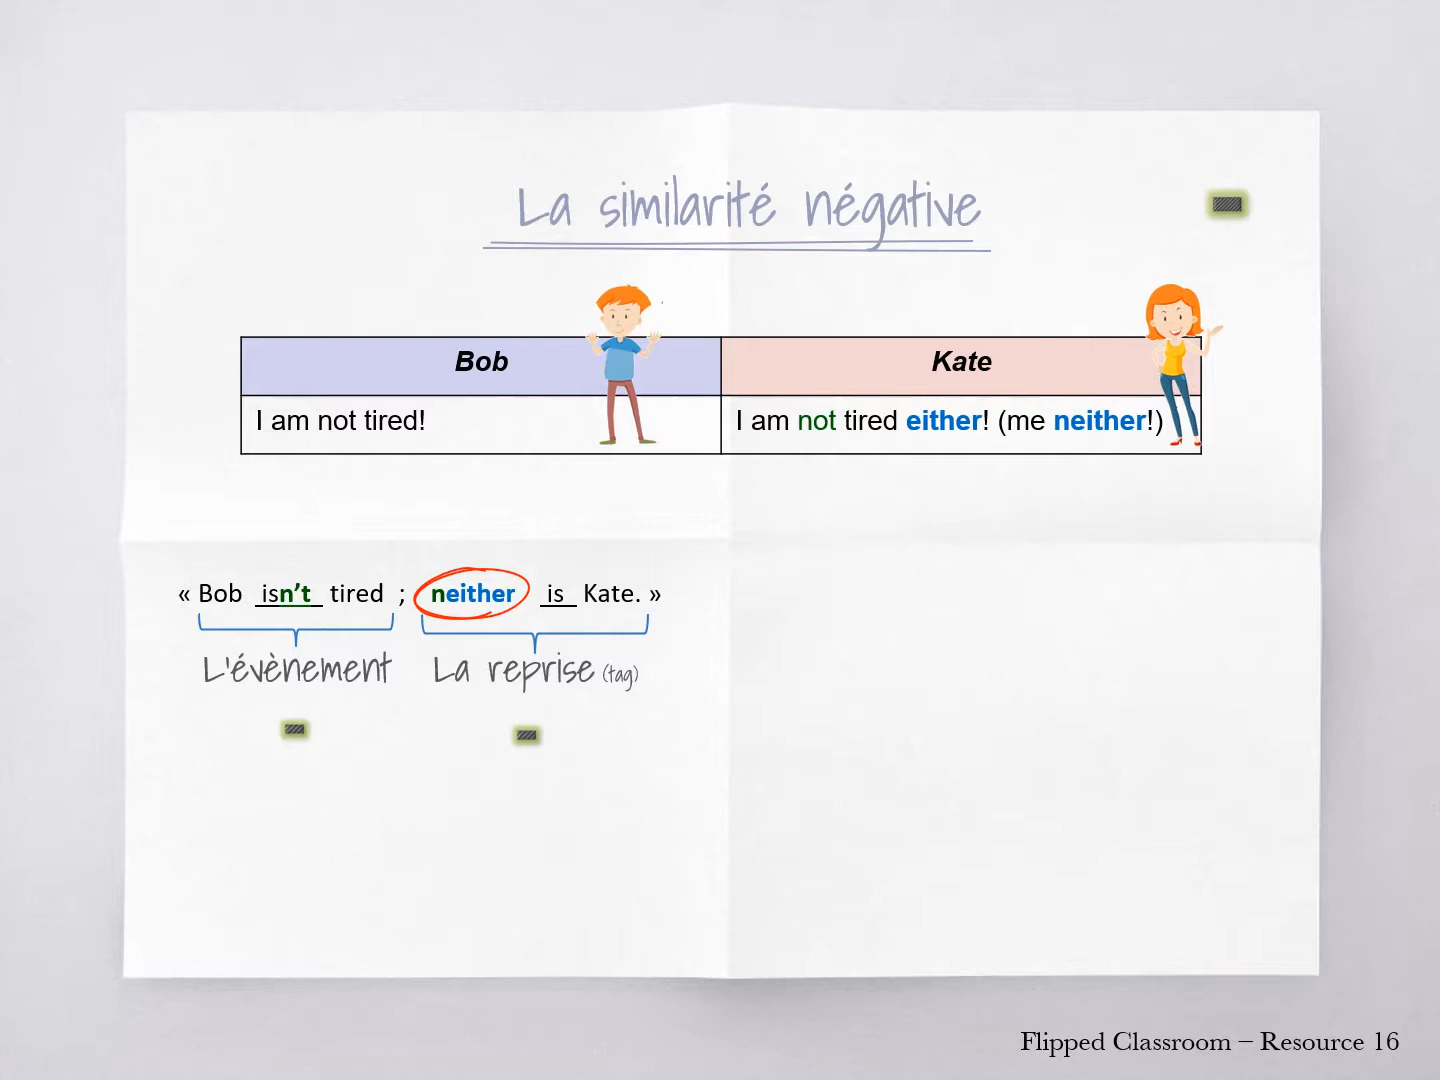 La similarité négative
Bob
Kate
I am not tired!
I am not tired either! (me neither!)
« Bob isn't tired ; neither is Kate. »
L'évènement
La reprise (tag)
Flipped Classroom – Resource 16